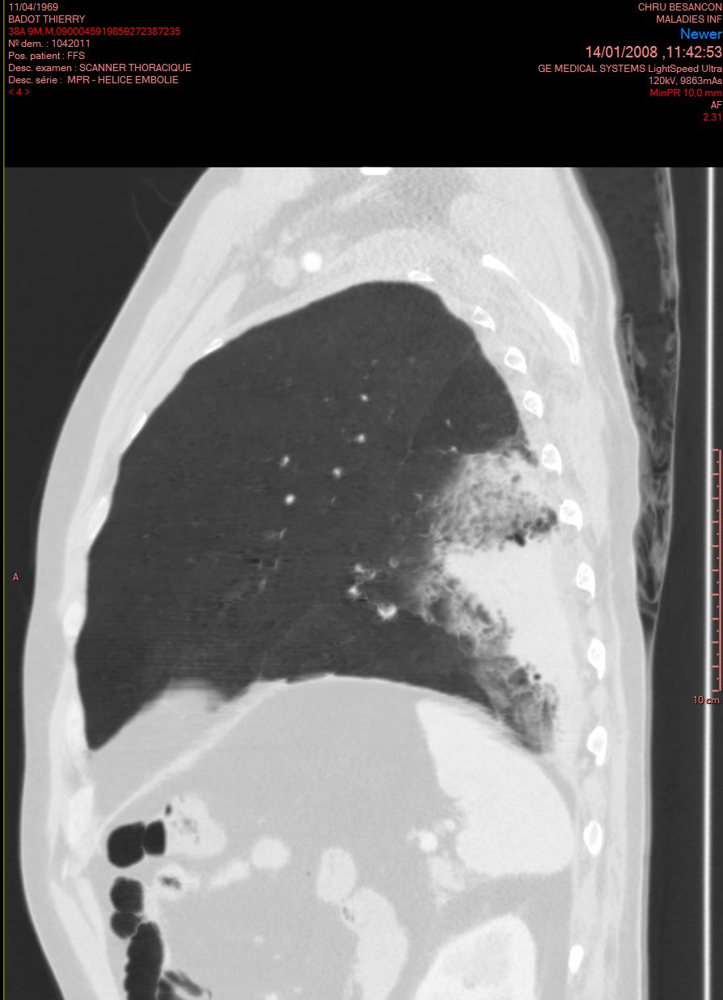 11/04/1969
BADOT THIERRY
38A 9M,M,0900045919859272387235
Nº dem. : 1042011
Pos. patient : FFS
Desc. examen : SCANNER THORACIQUE
Desc. série : MPR - HELICE EMBOLIE
< 4 >
CHRU BESANCON
MALADIES INF
Newer
14/01/2008 ,11:42:53
GE MEDICAL SYSTEMS LightSpeed Ultra
120kV, 9863mAs
MinPR 10,0 mm
AF
2,31
A
10 cm